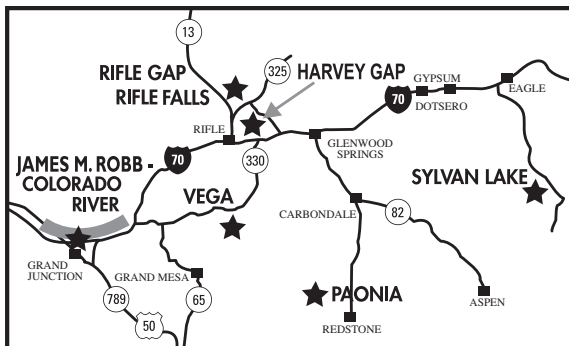 13
325
RIFLE GAP
RIFLE FALLS
HARVEY GAP
GYPSUM
70
DOTSERO
EAGLE
RIFLE
GLENWOOD
SPRINGS
JAMES M. ROBB -
COLORADO
RIVER
70
330
VEGA
SYLVAN LAKE
CARBONDALE
82
GRAND
JUNCTION
GRAND MESA
789
65
50
PAONIA
REDSTONE
ASPEN